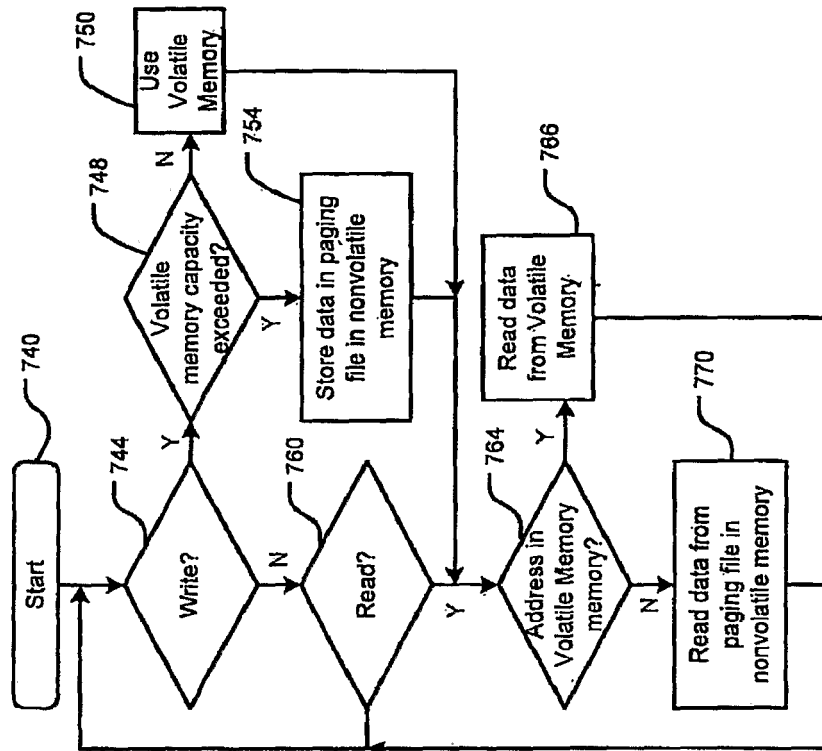 740
Start
744
Write?
Y
N
748
Volatile
memory capacity
exceeded?
N
Y
750
Use
Volatile
Memory
754
Store data in paging
file in nonvolatile
memory
760
Read?
Y
764
Address in
Volatile Memory
memory?
Y
N
766
Read data
from Volatile
Memory.
770
Read data from
paging file in
nonvolatile memory